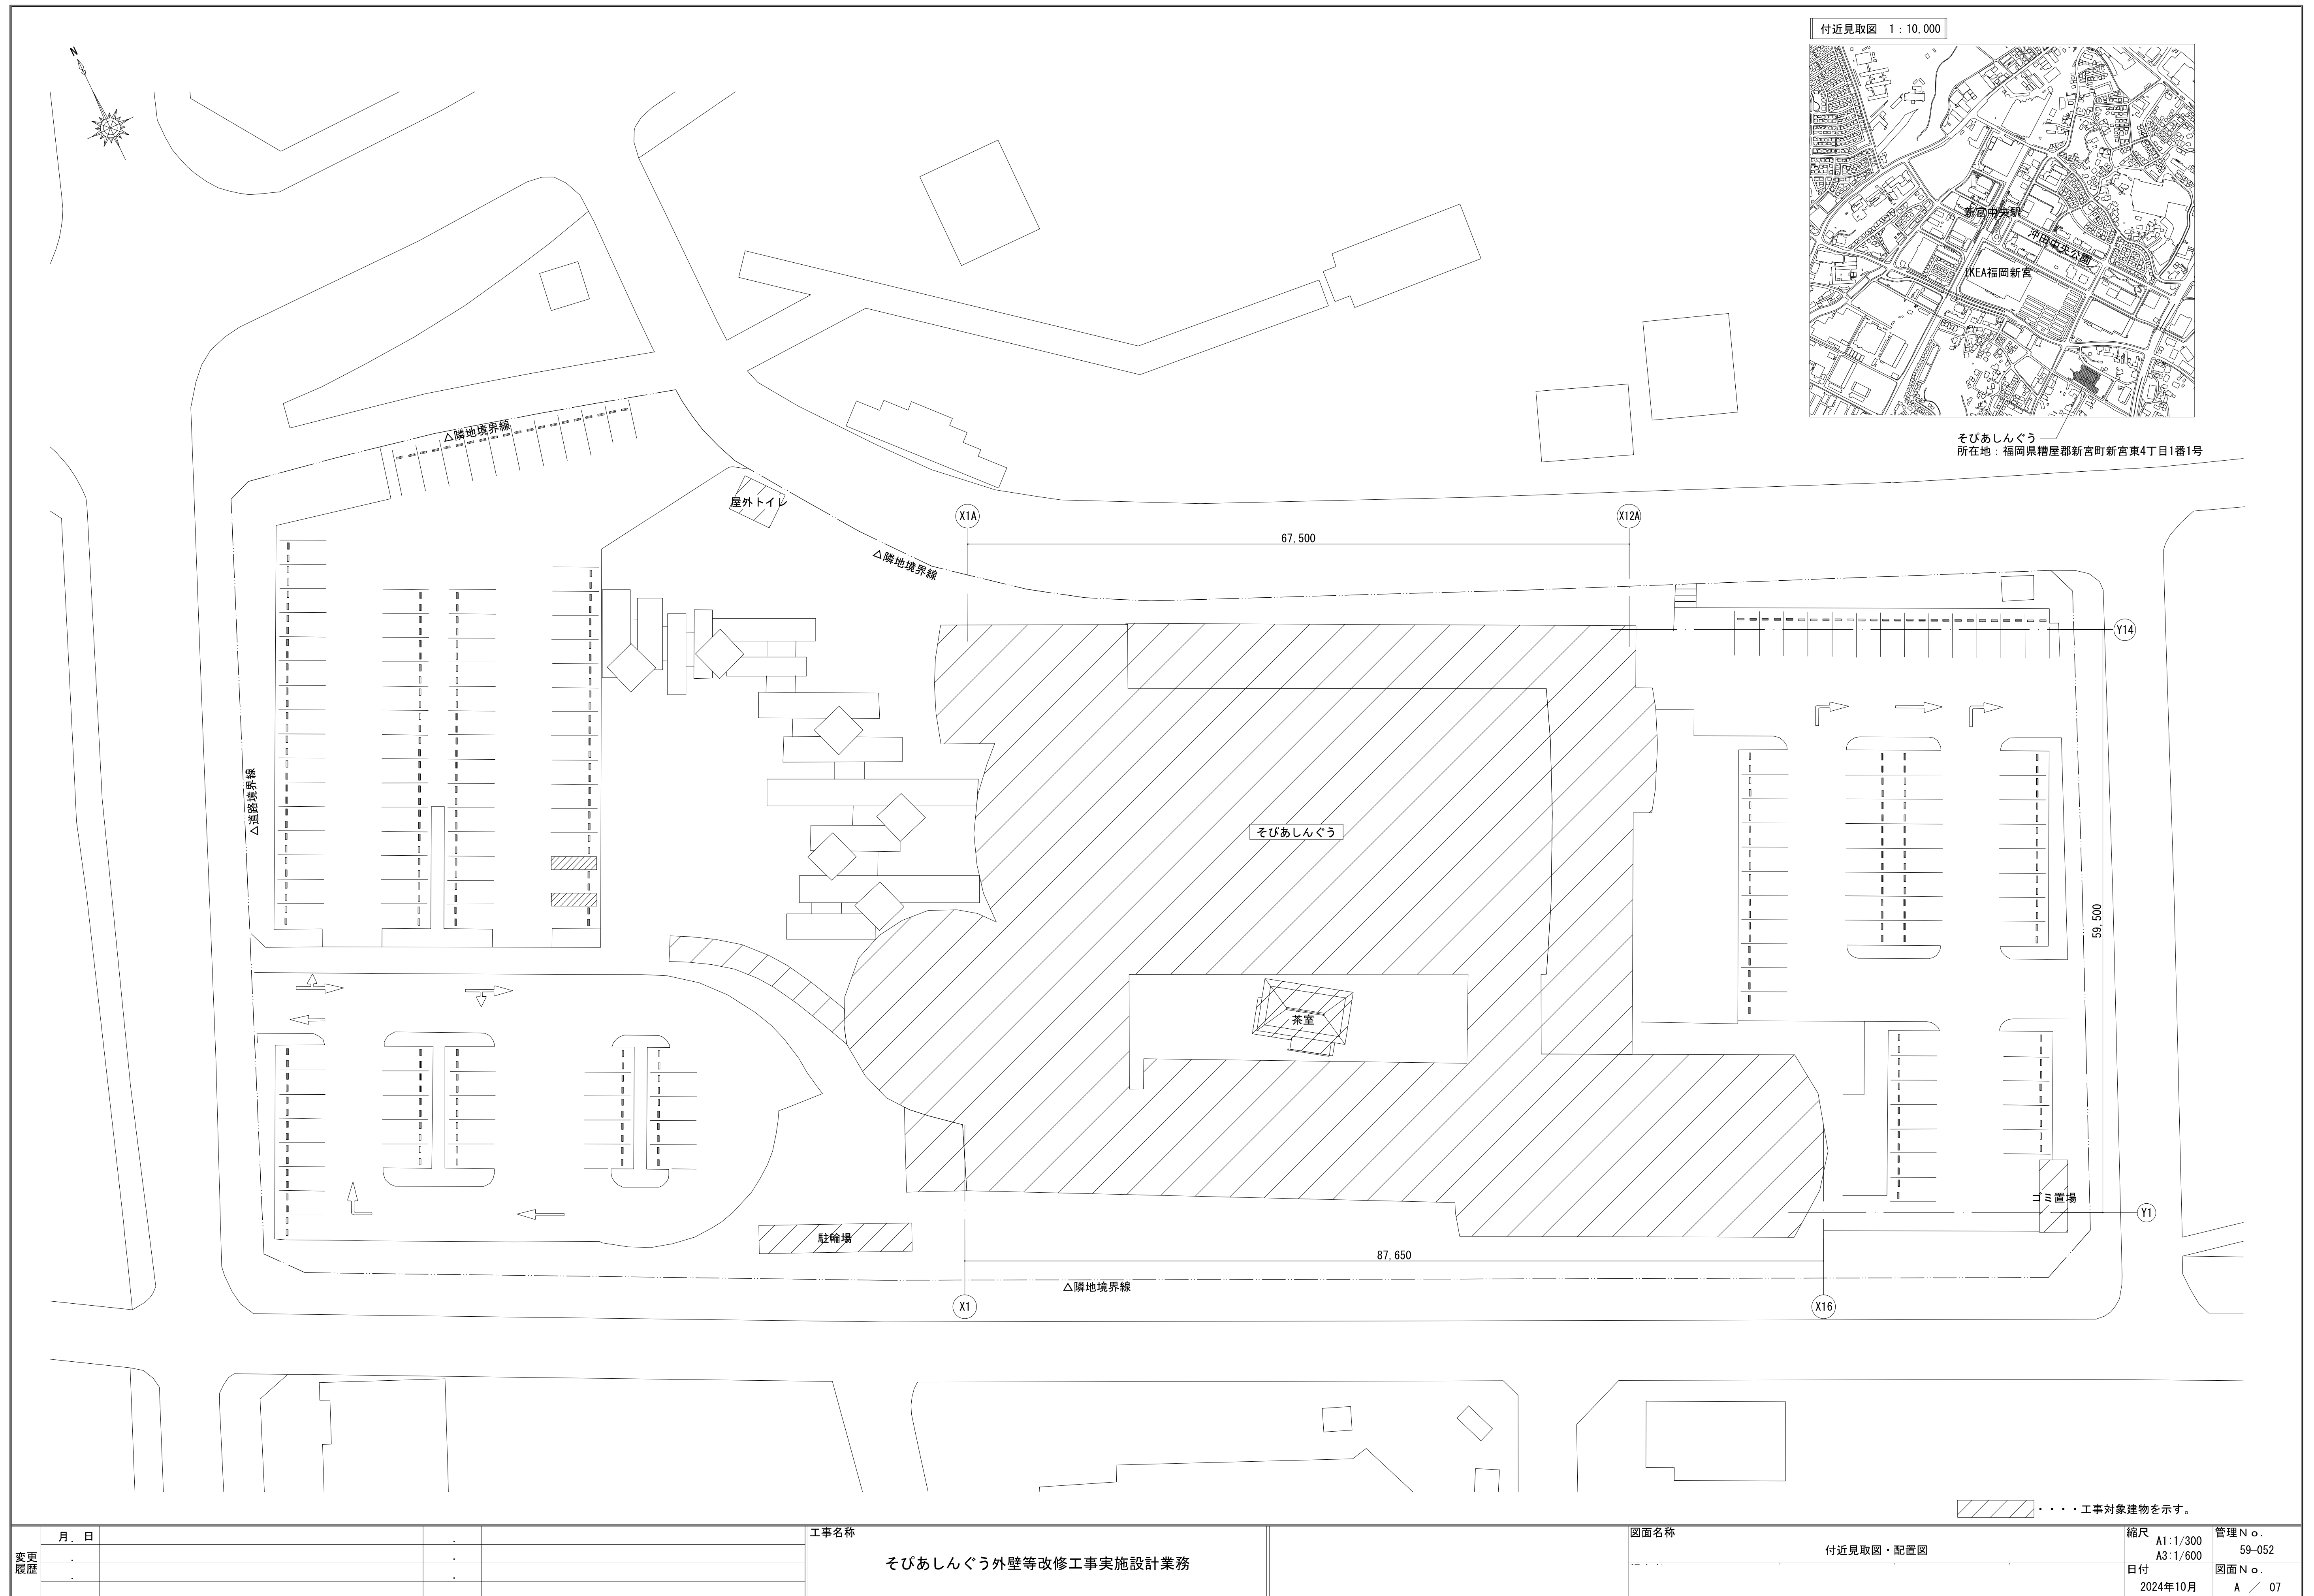 付近見取図 1：10,000
N
新宮中央駅
沖田中央公園
IKEA福岡新宮
そぴあしんぐう
所在地：福岡県糟屋郡新宮町新宮東4丁目1番1号
△隣地境界線
屋外トイレ
X1A
X12A
67,500
△隣地境界線
Y14
△道路境界線
そぴあしんぐう
59,500
茶室
ゴミ置場
Y1
駐輪場
87,650
△隣地境界線
X1
X16
・・・・工事対象建物を示す。
変更
履歴
月. 日
工事名称
そぴあしんぐう外壁等改修工事実施設計業務
図面名称
付近見取図・配置図
縮尺
A1:1/300
A3:1/600
管理Ｎｏ.
59-052
日付
2024年10月
図面Ｎｏ.
A ／ 07